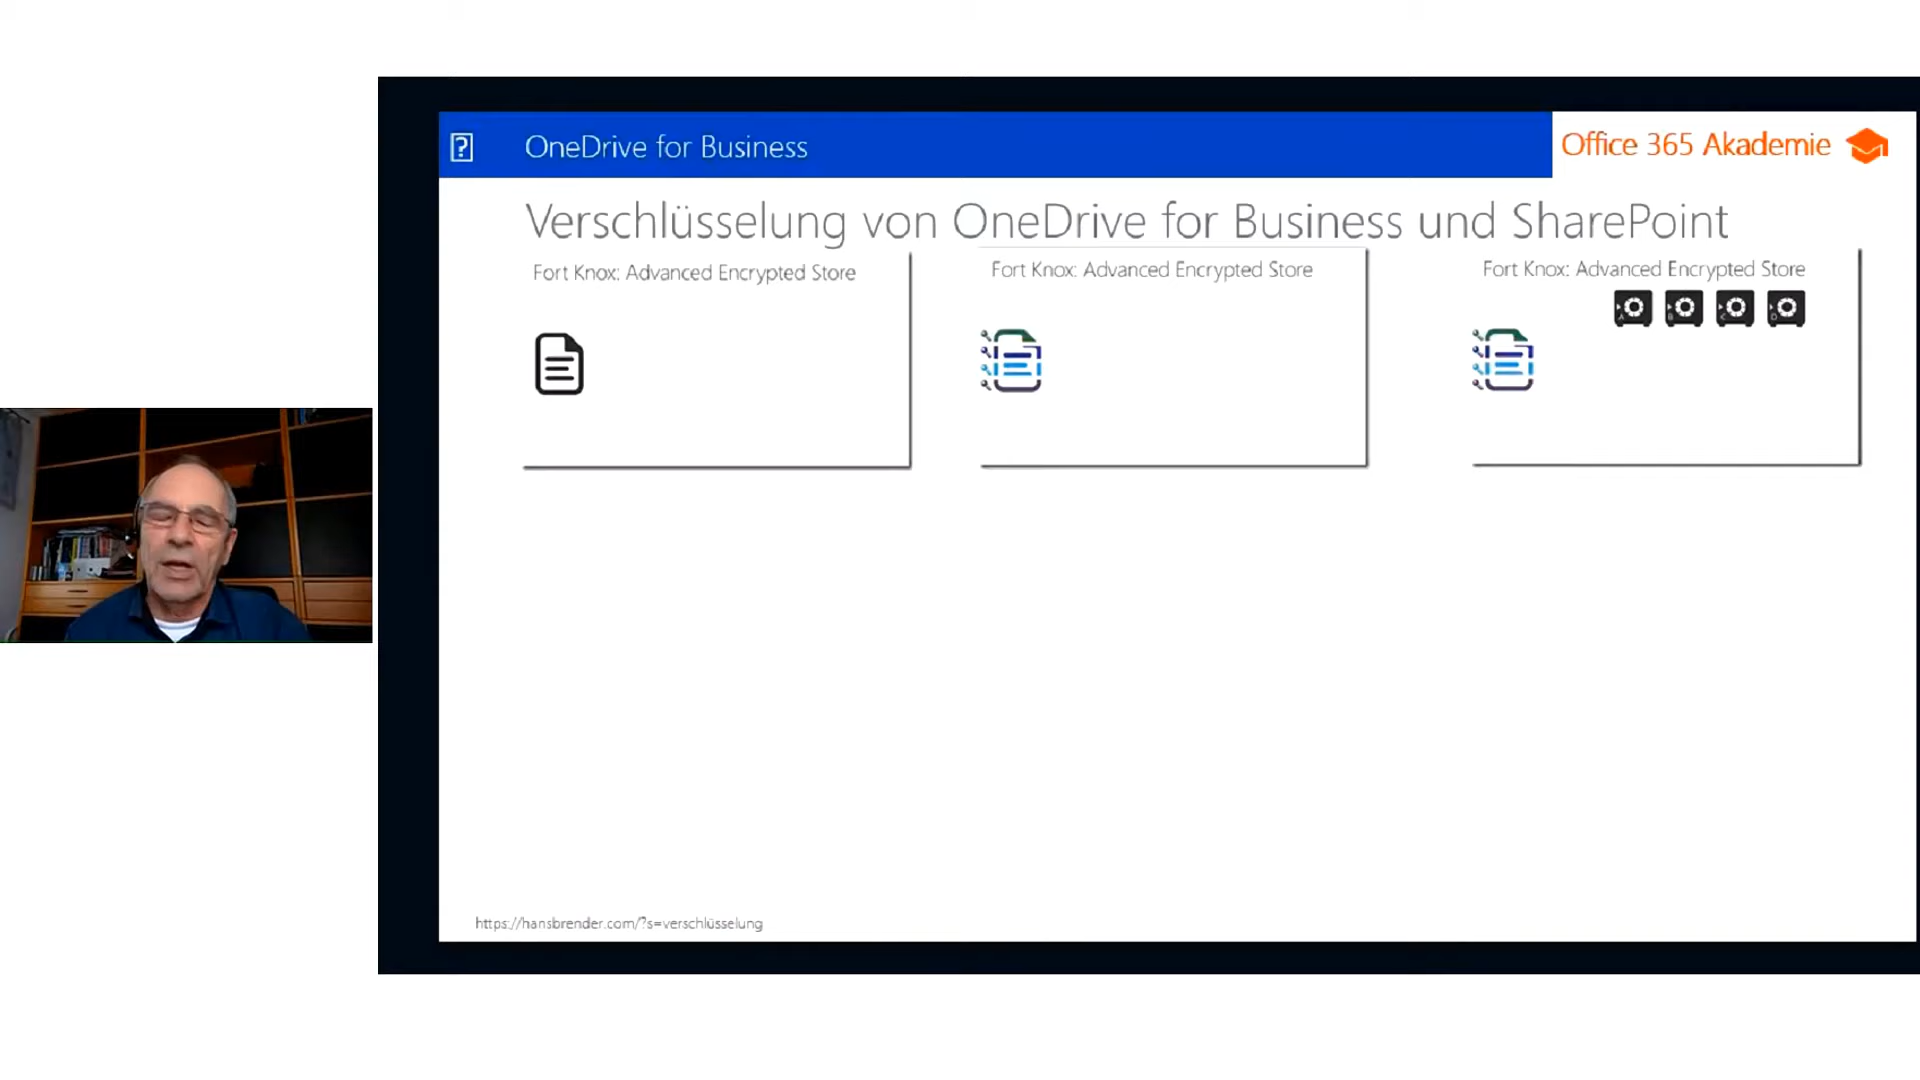 OneDrive for Business
Office 365 Akademie
Verschlüsselung von OneDrive for Business und SharePoint
Fort Knox: Advanced Encrypted Store
Fort Knox: Advanced Encrypted Store
Fort Knox: Advanced Encrypted Store
A B C D
https://hansbrender.com/?s=verschlüsselung